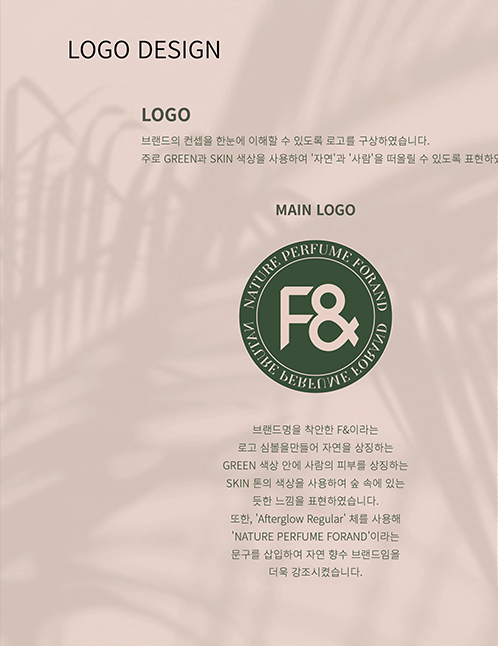 LOGO DESIGN
LOGO
브랜드의 컨셉을 한눈에 이해할 수 있도록 로고를 구상하였습니다.
주로 GREEN과 SKIN 색상을 사용하여 '자연'과 '사람'을 떠올릴 수 있도록 표현하였
MAIN LOGO
NATURE PERFUME FORAND
F&
NATURE PERFUME FORAND
브랜드명을 착안한 F&이라는
로고 심볼을만들어 자연을 상징하는
GREEN 색상 안에 사람의 피부를 상징하는
SKIN 톤의 색상을 사용하여 숲 속에 있는
듯한 느낌을 표현하였습니다.
또한, 'Afterglow Regular' 체를 사용해
'NATURE PERFUME FORAND'이라는
문구를 삽입하여 자연 향수 브랜드임을
더욱 강조시켰습니다.